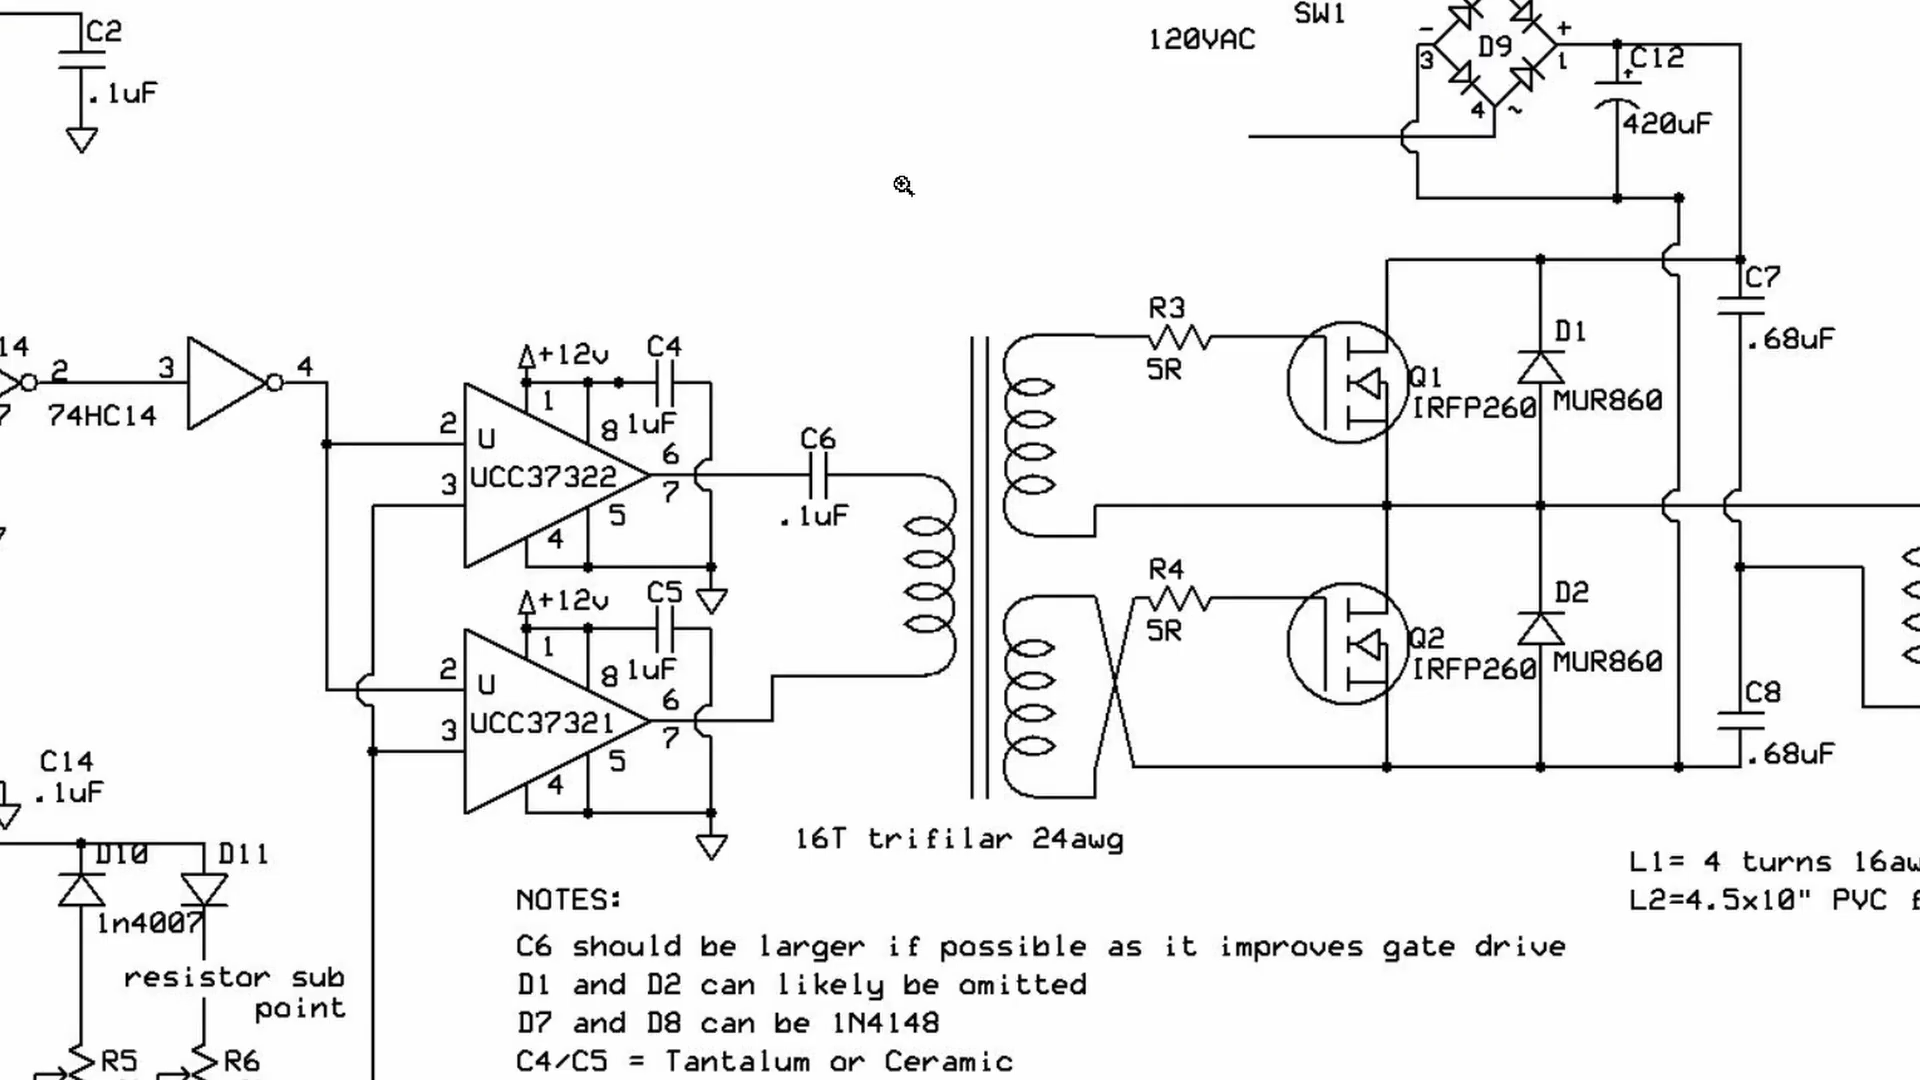 C2
.1uF
SW1
120VAC
D9
-
3
+
1
4
~
C12
+
420uF
C7
.68uF
14
2
74HC14
3
4
+12v
C4
1
8
1uF
2
U
UCC37322
3
6
7
5
4
C6
.1uF
+12v
C5
1
8
1uF
2
U
UCC37321
3
6
7
5
4
R3
5R
Q1
IRFP260
D1
MUR860
R4
5R
Q2
IRFP260
D2
MUR860
C8
.68uF
C14
.1uF
16T trifilar 24awg
D10
D11
1n4007
resistor sub
point
R5
R6
NOTES:
C6 should be larger if possible as it improves gate drive
D1 and D2 can likely be omitted
D7 and D8 can be 1N4148
C4/C5 = Tantalum or Ceramic
L1= 4 turns 16aw
L2=4.5x10" PVC f